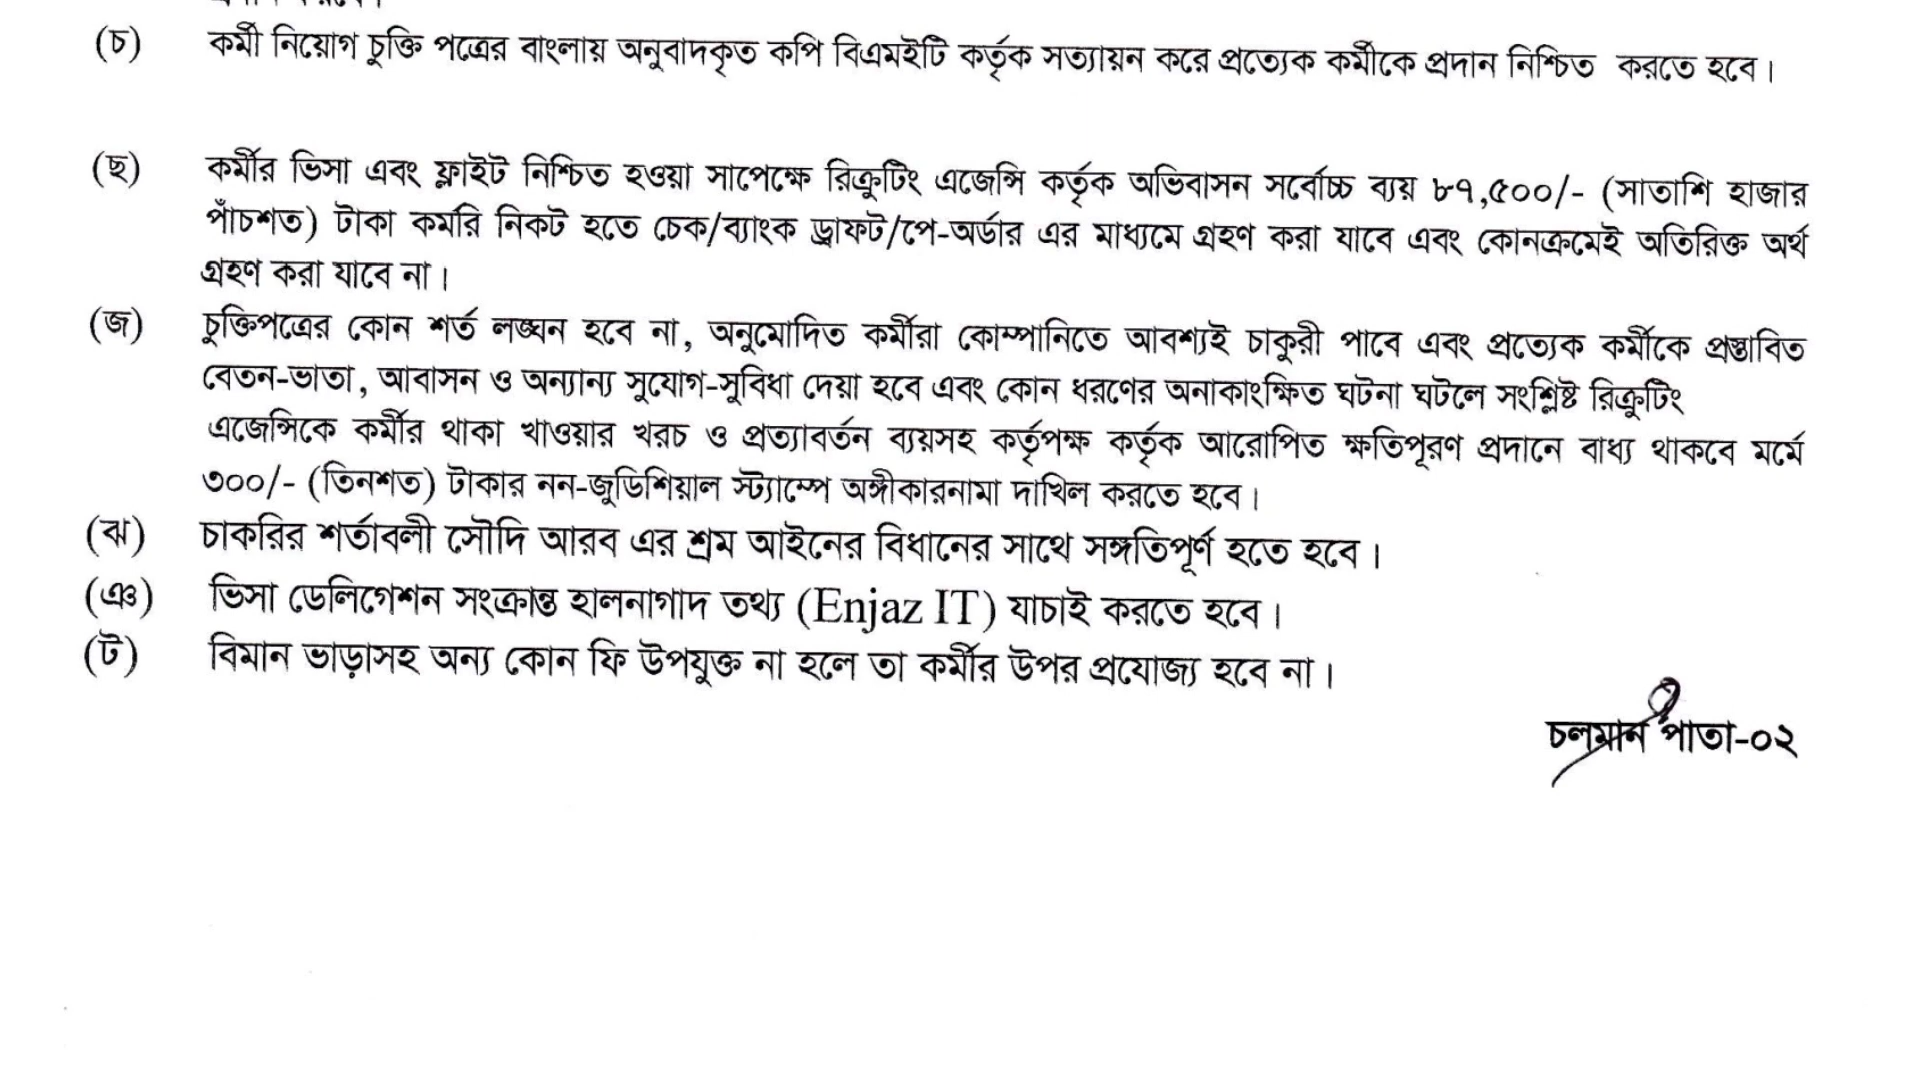 (চ) কর্মী নিয়োগ চুক্তি পত্রের বাংলায় অনুবাদকৃত কপি বিএমইটি কর্তৃক সত্যায়ন করে প্রত্যেক কর্মীকে প্রদান নিশ্চিত করতে হবে।
(ছ) কর্মীর ভিসা এবং ফ্লাইট নিশ্চিত হওয়া সাপেক্ষে রিক্রুটিং এজেন্সি কর্তৃক অভিবাসন সর্বোচ্চ ব্যয় ৮৭,৫০০/- (সাতাশি হাজার
পাঁচশত) টাকা কর্মীর নিকট হতে চেক/ব্যাংক ড্রাফট/পে-অর্ডার এর মাধ্যমে গ্রহণ করা যাবে এবং কোনক্রমেই অতিরিক্ত অর্থ
গ্রহণ করা যাবে না।
(জ) চুক্তিপত্রের কোন শর্ত লঙ্ঘন হবে না, অনুমোদিত কর্মীরা কোম্পানিতে আবশ্যই চাকুরী পাবে এবং প্রত্যেক কর্মীকে প্রস্তাবিত
বেতন-ভাতা, আবাসন ও অন্যান্য সুযোগ-সুবিধা দেয়া হবে এবং কোন ধরণের অনাকাংক্ষিত ঘটনা ঘটলে সংশ্লিষ্ট রিক্রুটিং
এজেন্সিকে কর্মীর থাকা খাওয়ার খরচ ও প্রত্যাবর্তন ব্যয়সহ কর্তৃপক্ষ কর্তৃক আরোপিত ক্ষতিপূরণ প্রদানে বাধ্য থাকবে মর্মে
৩০০/- (তিনশত) টাকার নন-জুডিশিয়াল স্ট্যাম্পে অঙ্গীকারনামা দাখিল করতে হবে।
(ঝ) চাকরির শর্তাবলী সৌদি আরব এর শ্রম আইনের বিধানের সাথে সঙ্গতিপূর্ণ হতে হবে।
(ঞ) ভিসা ডেলিগেশন সংক্রান্ত হালনাগাদ তথ্য (Enjaz IT) যাচাই করতে হবে।
(ট) বিমান ভাড়াসহ অন্য কোন ফি উপযুক্ত না হলে তা কর্মীর উপর প্রযোজ্য হবে না।
চলমান পাতা-০২